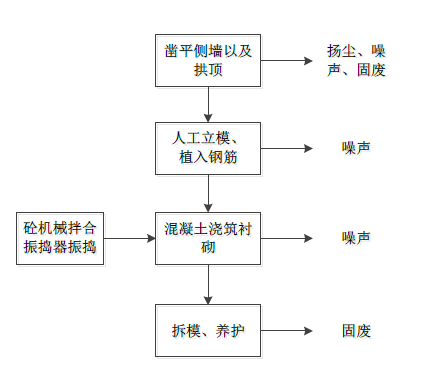 凿平侧墙以及
拱顶
扬尘、噪
声、固废
人工立模、
植入钢筋
噪声
砼机械拌合
振捣器振捣
混凝土浇筑衬
砌
噪声
拆模、养护
固废